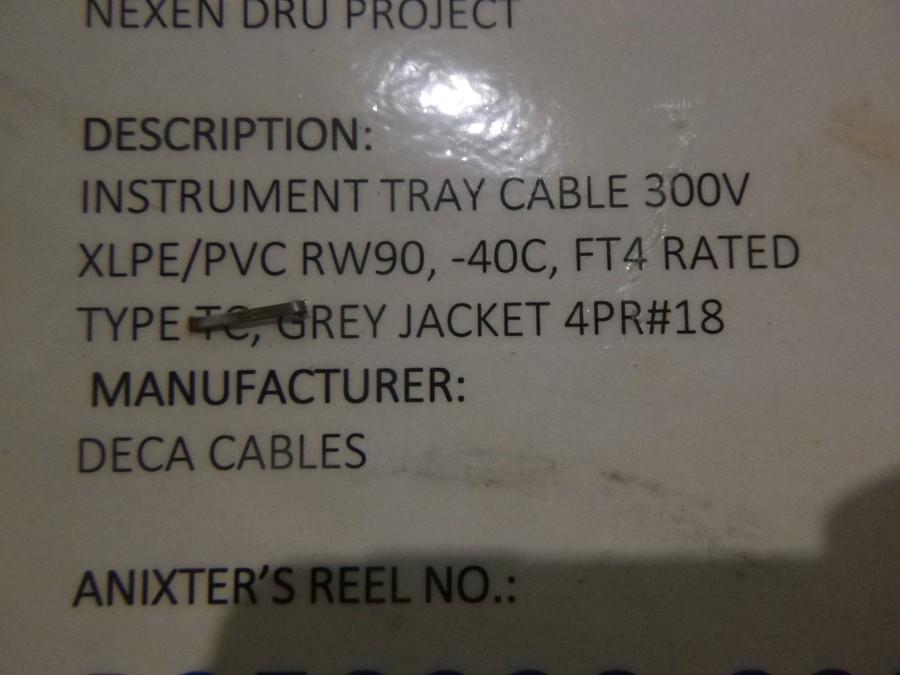 NEXEN DRU PROJECT
DESCRIPTION:
INSTRUMENT TRAY CABLE 300V
XLPE/PVC RW90, -40C, FT4 RATED
TYPE TC, GREY JACKET 4PR#18
MANUFACTURER:
DECA CABLES
ANIXTER'S REEL NO.: